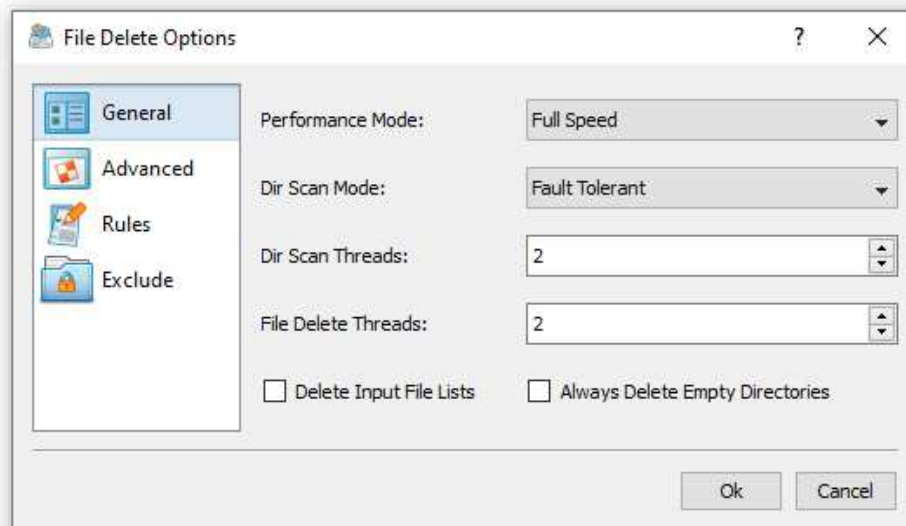 File Delete Options ?
General
Advanced
Rules
Exclude
Performance Mode: Full Speed
Dir Scan Mode: Fault Tolerant
Dir Scan Threads: 2
File Delete Threads: 2
Delete Input File Lists Always Delete Empty Directories
Ok Cancel